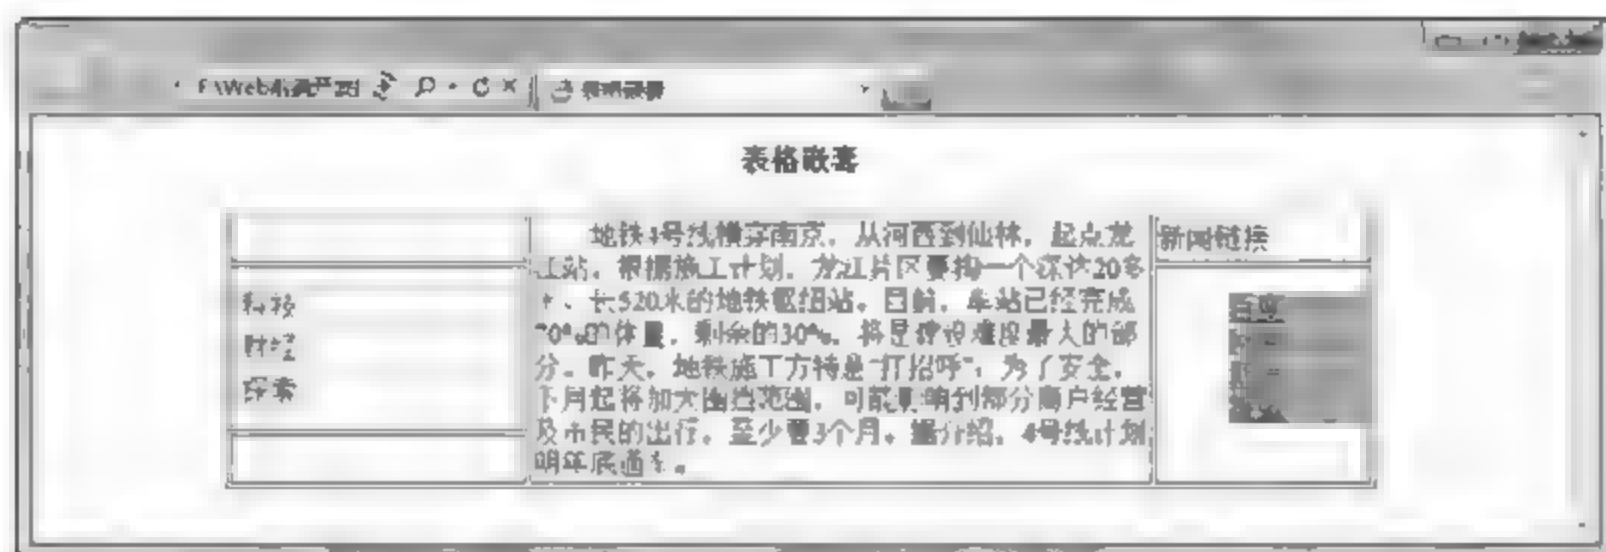 表格嵌套
地铁4号线横穿南京，从河西到仙林，起点龙
江站。根据施工计划，龙江片区要挖一个深达20多
、长520米的地铁枢纽站。目前，车站已经完成
70%的体量，剩余的30%，将是建设难度最大的部
分。昨天，地铁施工方特意“打招呼”：为了安全，
下月起将加大围挡范围，可能影响到部分商户经营
及市民的出行。至少要3个月。据介绍，4号线计划
明年底通车。
新闻链接
科技
财经
探索
百度